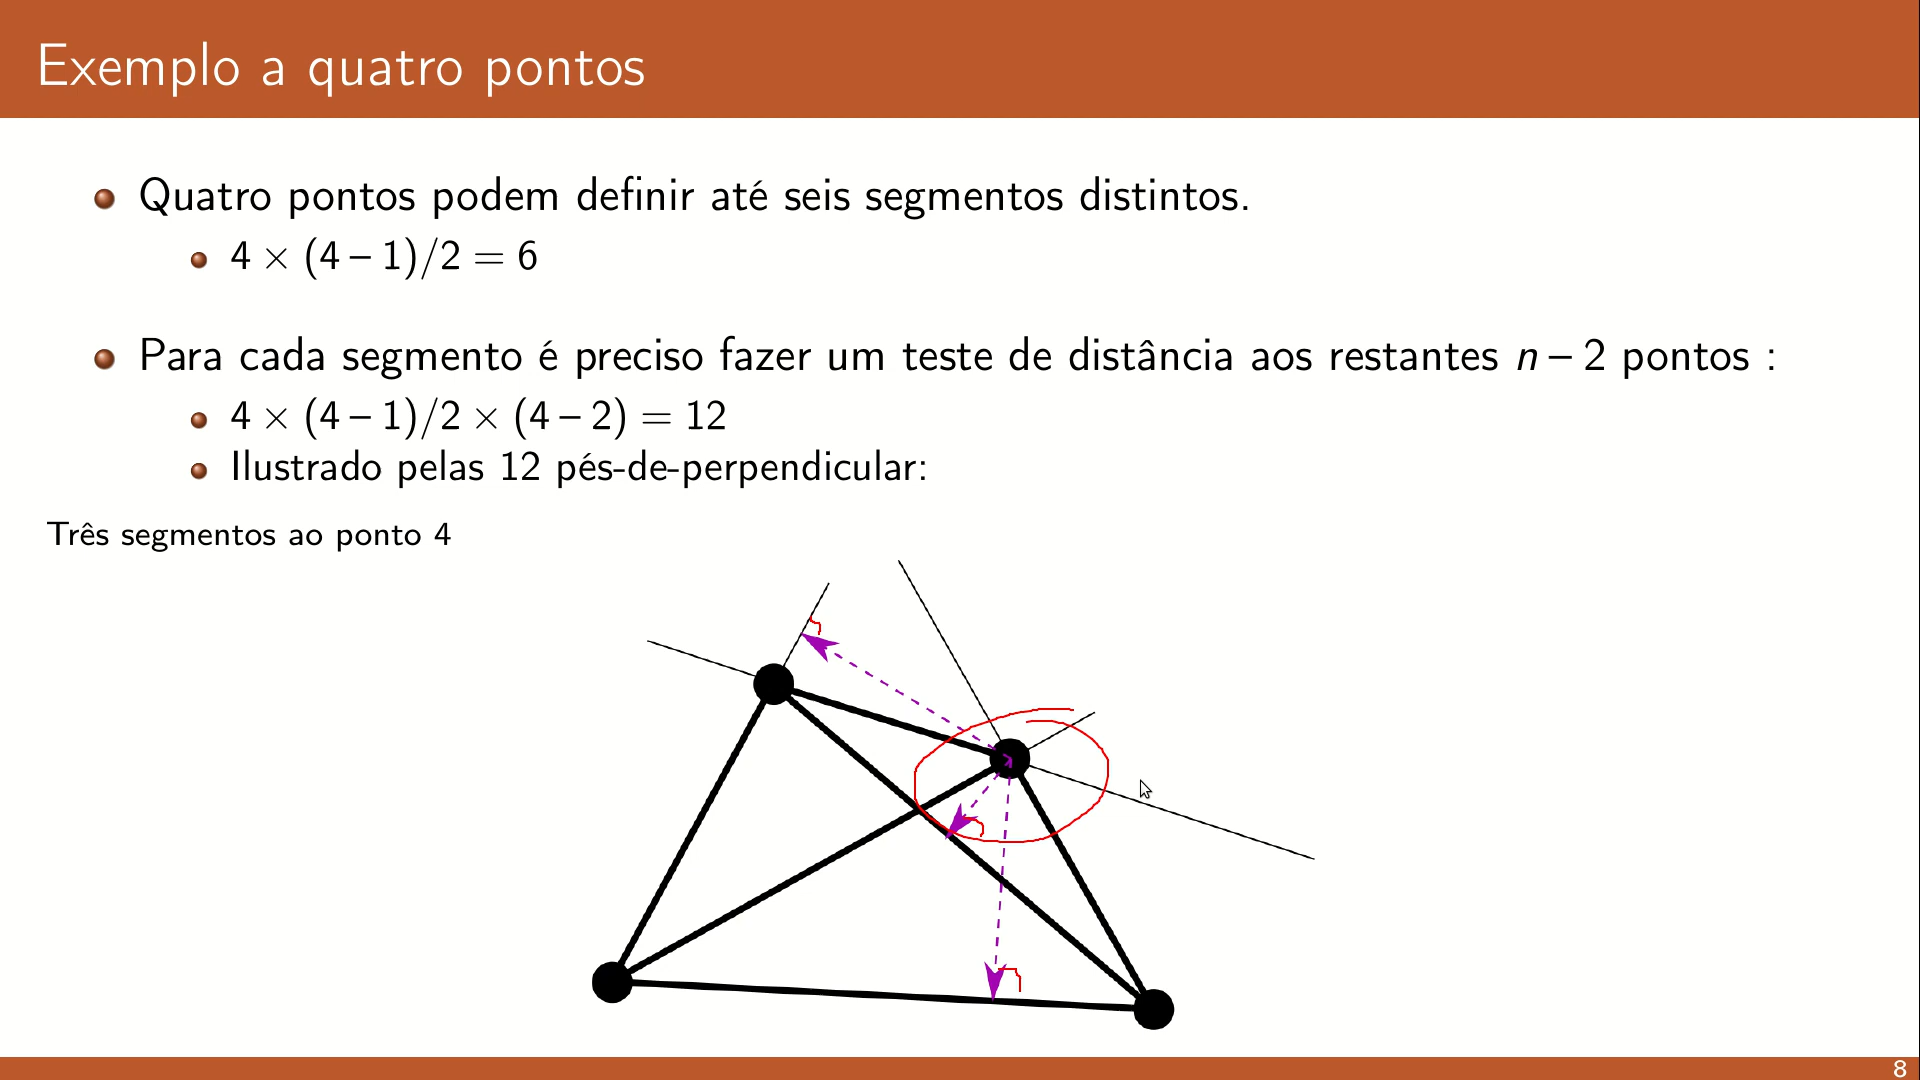 Exemplo a quatro pontos
Quatro pontos podem definir até seis segmentos distintos.
4 × (4 − 1)/2 = 6
Para cada segmento é preciso fazer um teste de distância aos restantes n − 2 pontos :
4 × (4 − 1)/2 × (4 − 2) = 12
Ilustrado pelas 12 pés-de-perpendicular:
Três segmentos ao ponto 4
8